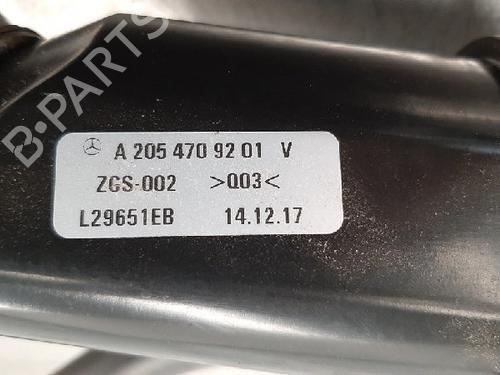 B-PARTS
A 205 470 92 01 V
ZGS-002 >Q03<
L29651EB 14.12.17